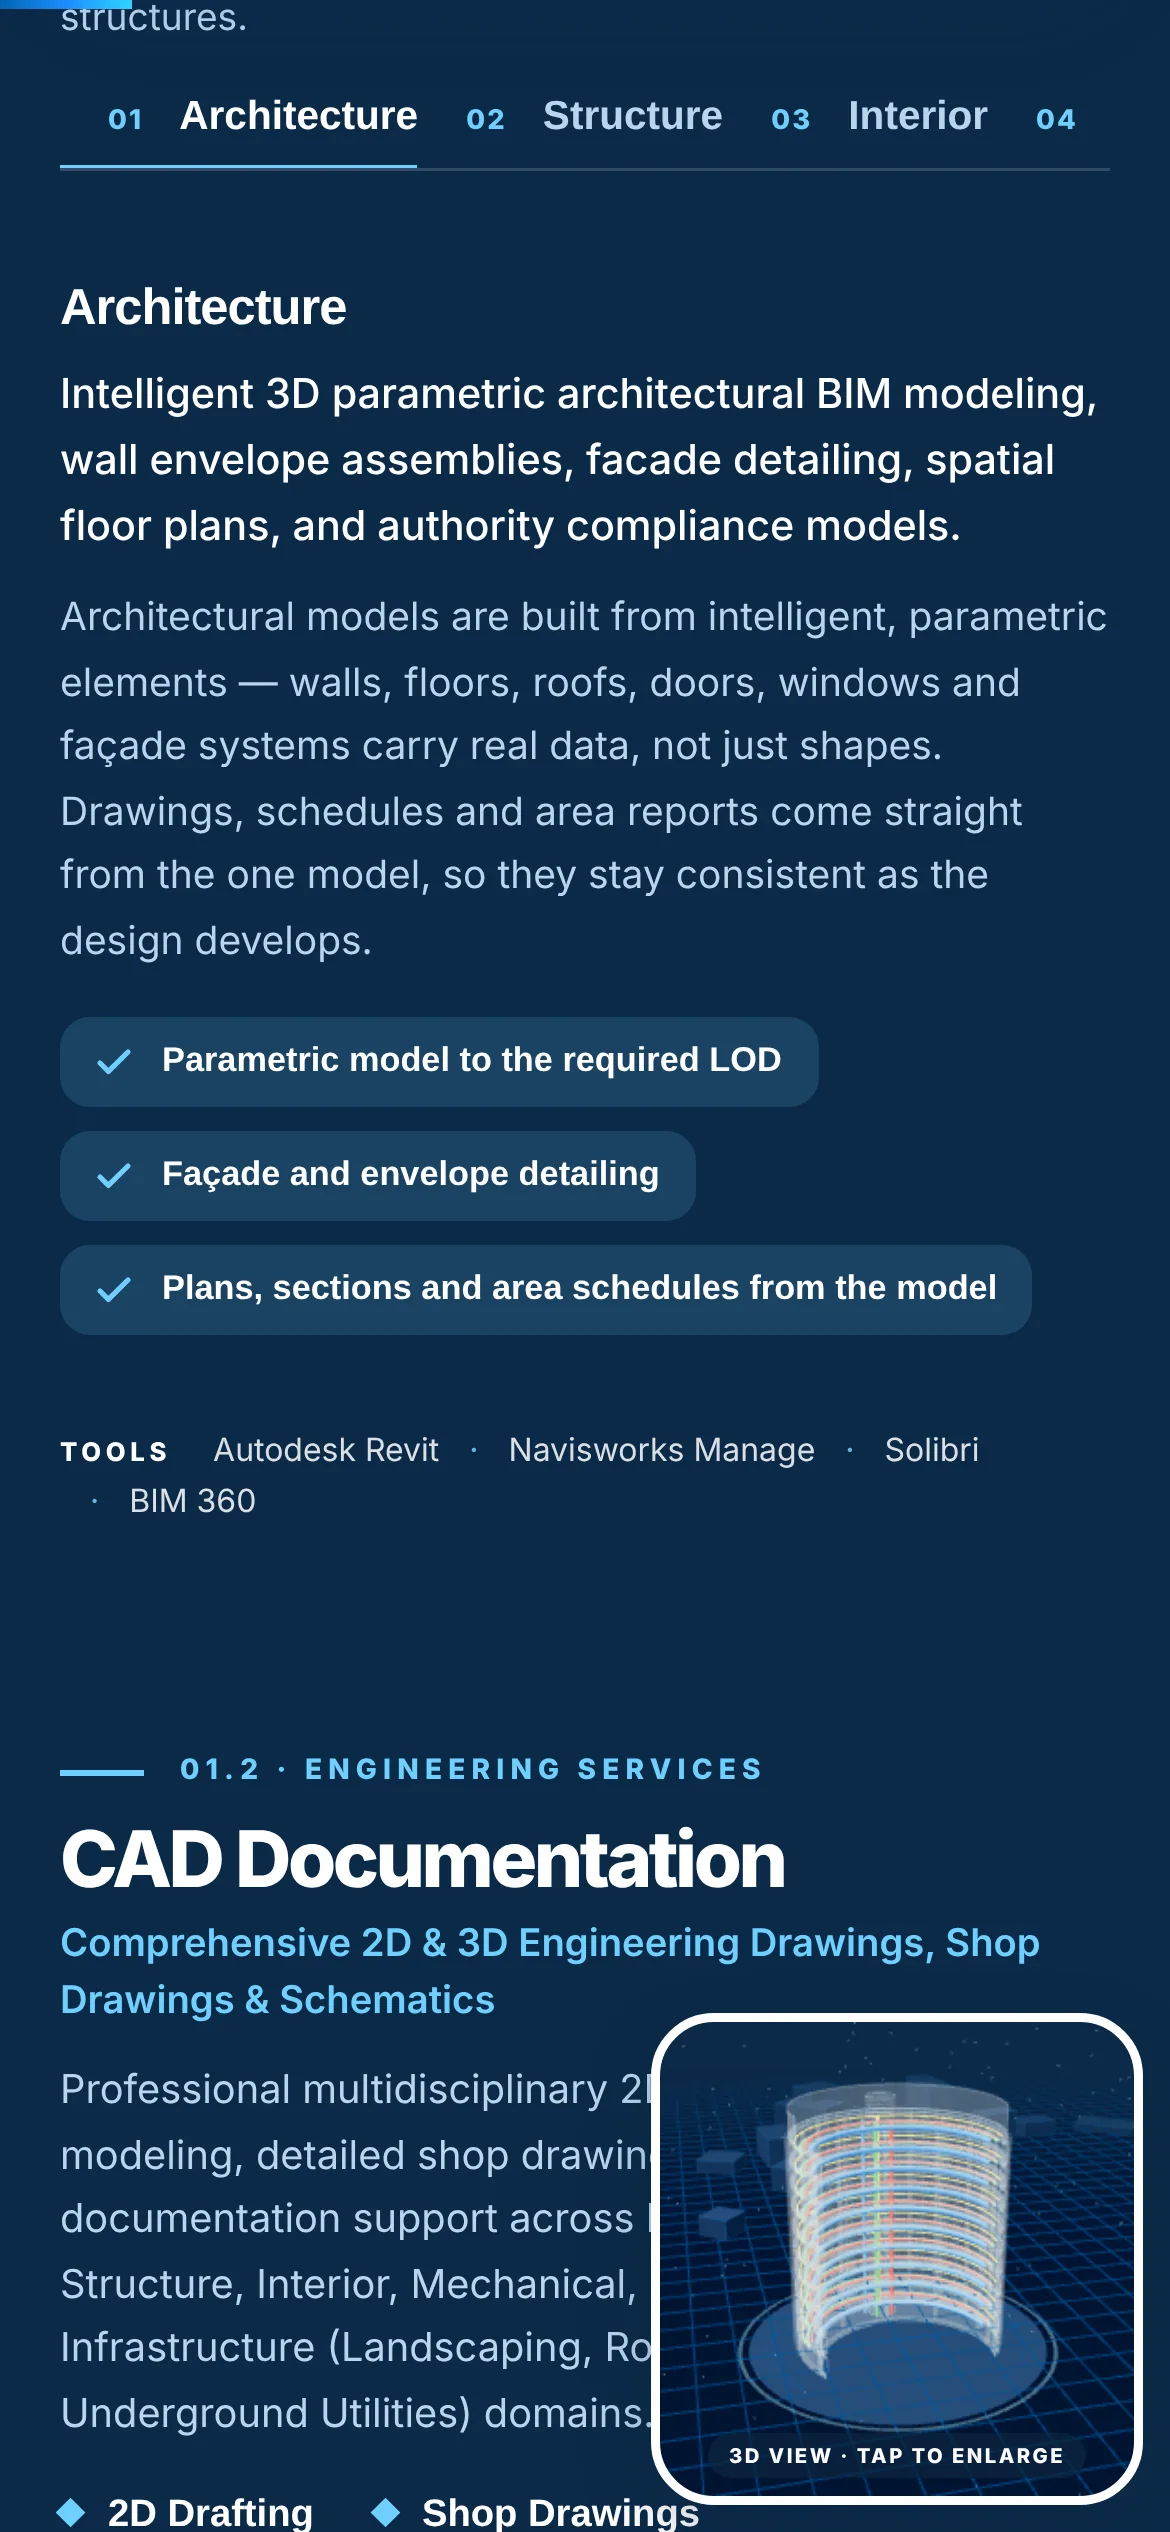 structures.
01 Architecture 02 Structure 03 Interior 04
Architecture
Intelligent 3D parametric architectural BIM modeling,
wall envelope assemblies, facade detailing, spatial
floor plans, and authority compliance models.
Architectural models are built from intelligent, parametric
elements — walls, floors, roofs, doors, windows and
façade systems carry real data, not just shapes.
Drawings, schedules and area reports come straight
from the one model, so they stay consistent as the
design develops.
Parametric model to the required LOD
Façade and envelope detailing
Plans, sections and area schedules from the model
TOOLS Autodesk Revit · Navisworks Manage · Solibri
· BIM 360
01.2 · ENGINEERING SERVICES
CAD Documentation
Comprehensive 2D & 3D Engineering Drawings, Shop
Drawings & Schematics
Professional multidisciplinary
modeling, detailed shop
documentation support across
Structure, Interior, Mechanical,
Infrastructure (Landscaping,
Underground Utilities) domains.
3D VIEW · TAP TO ENLARGE
2D Drafting Shop Drawings